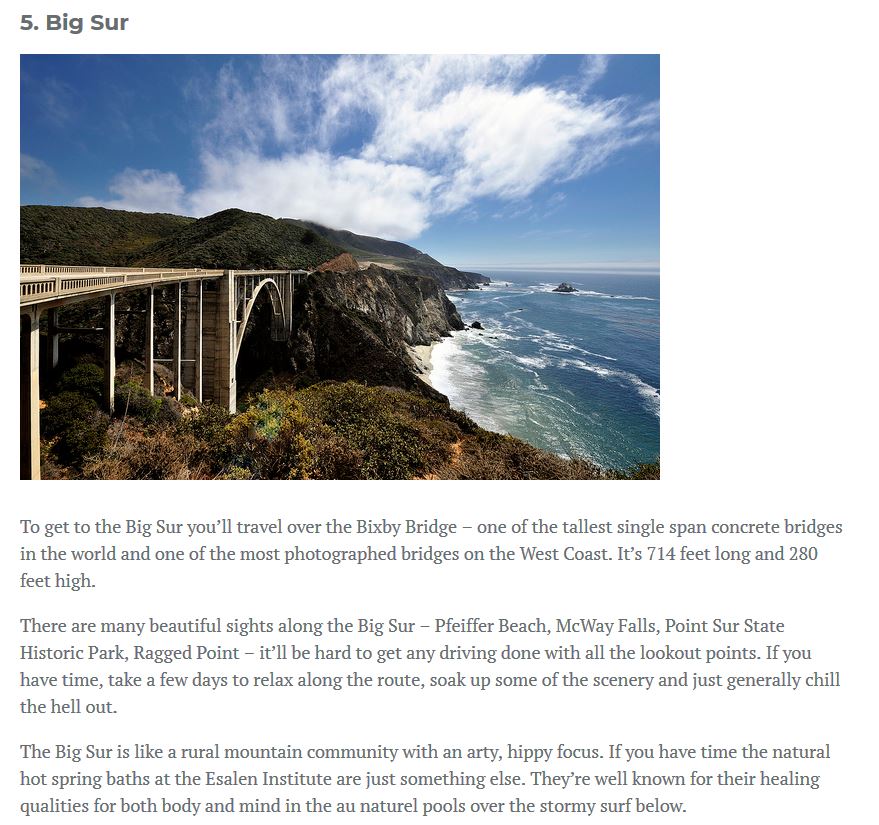 5. Big Sur
To get to the Big Sur you’ll travel over the Bixby Bridge – one of the tallest single span concrete bridges
in the world and one of the most photographed bridges on the West Coast. It’s 714 feet long and 280
feet high.
There are many beautiful sights along the Big Sur – Pfeiffer Beach, McWay Falls, Point Sur State
Historic Park, Ragged Point – it’ll be hard to get any driving done with all the lookout points. If you
have time, take a few days to relax along the route, soak up some of the scenery and just generally chill
the hell out.
The Big Sur is like a rural mountain community with an arty, hippy focus. If you have time the natural
hot spring baths at the Esalen Institute are just something else. They’re well known for their healing
qualities for both body and mind in the au naturel pools over the stormy surf below.